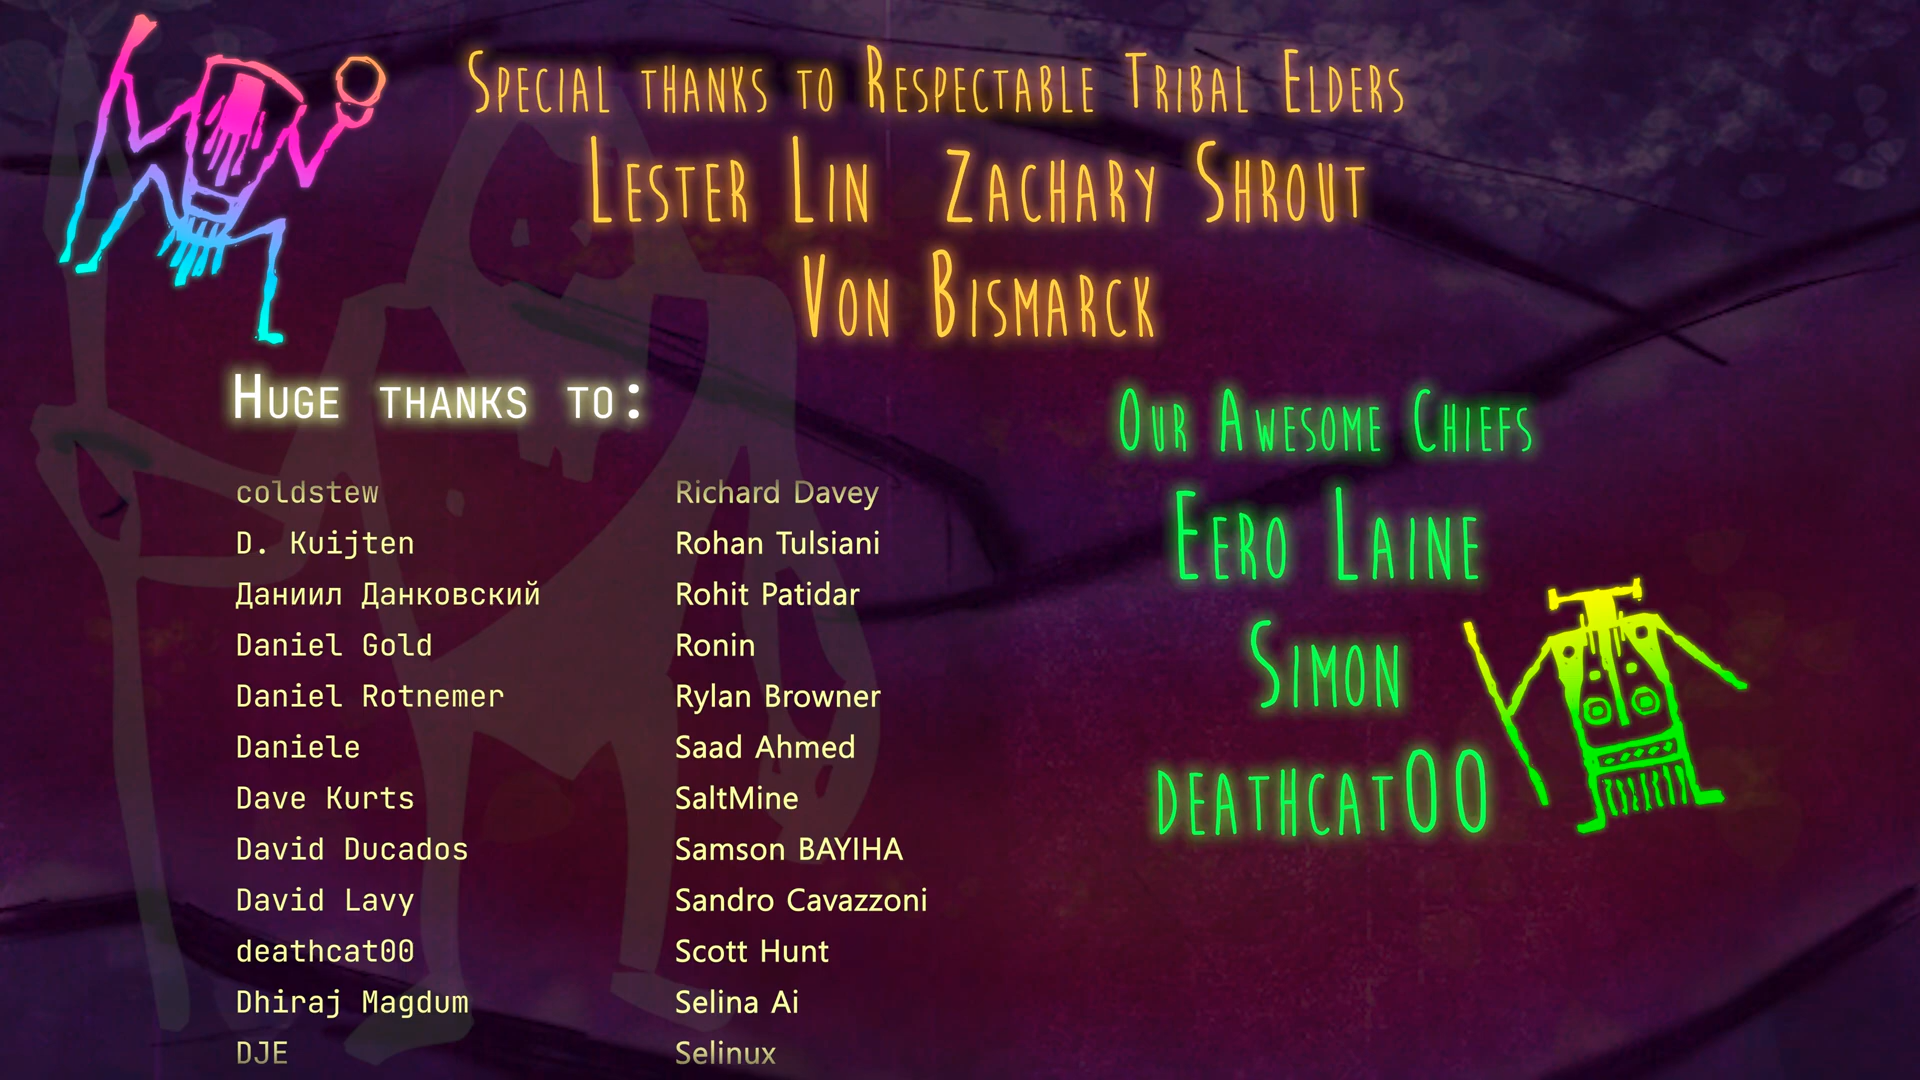 Special thanks to Respectable Tribal Elders
Lester Lin Zachary Shrout
Von Bismarck
Huge thanks to:
coldstew
D. Kuijten
Даниил Данковский
Daniel Gold
Daniel Rotnemer
Daniele
Dave Kurts
David Ducados
David Lavy
deathcat00
Dhiraj Magdum
DJE
Richard Davey
Rohan Tulsiani
Rohit Patidar
Ronin
Rylan Browner
Saad Ahmed
SaltMine
Samson BAYIHA
Sandro Cavazzoni
Scott Hunt
Selina Ai
Selinux
Our Awesome Chiefs
Eero Laine
Simon
deathcat00